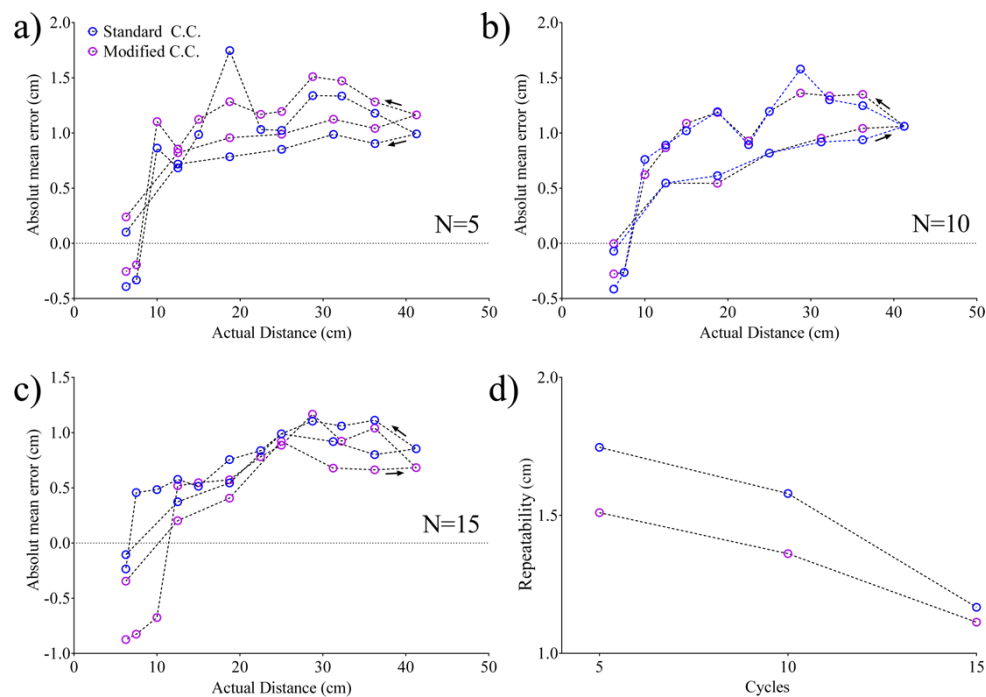 a)
Standard C.C.
Modified C.C.
2.0
1.5
1.0
0.5
0.0
-0.5
Absolut mean error (cm)
N=5
0
10
20
30
40
50
Actual Distance (cm)
b)
2.0
1.5
1.0
0.5
0.0
-0.5
Absolut mean error (cm)
N=10
0
10
20
30
40
50
Actual Distance (cm)
c)
1.5
1.0
0.5
0.0
-0.5
-1.0
Absolut mean error (cm)
N=15
0
10
20
30
40
50
Actual Distance (cm)
d)
2.0
1.5
1.0
Repeatability (cm)
5
10
15
Cycles